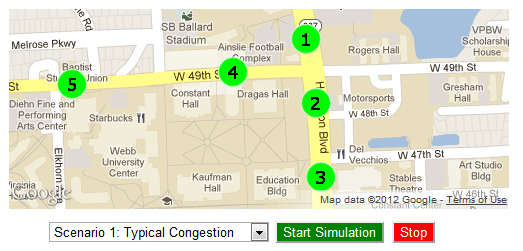 SB Ballard
Stadium
Melrose Pkwy
Ainslie Football
Complex
1
Rogers Hall
VPBW
Scholarship
House
Baptist
Union
4
W 49th St
W 49th St
5
St
Constant
Hall
Dragas Hall
2
Motorsports
Gresham
Hall
Diehn Fine and
Performing
Arts Center
Starbucks
W 48th St
Webb
University
Center
Elkhorn Ave
W 47th St
Del
Vecchios
Art Studio
Bldg
Virginia
Kaufman
Hall
Education
Bldg
3
Stables
Theatre
Google
Constant Center
Map data ©2012 Google - Terms of Use
Scenario 1: Typical Congestion
Start Simulation
Stop